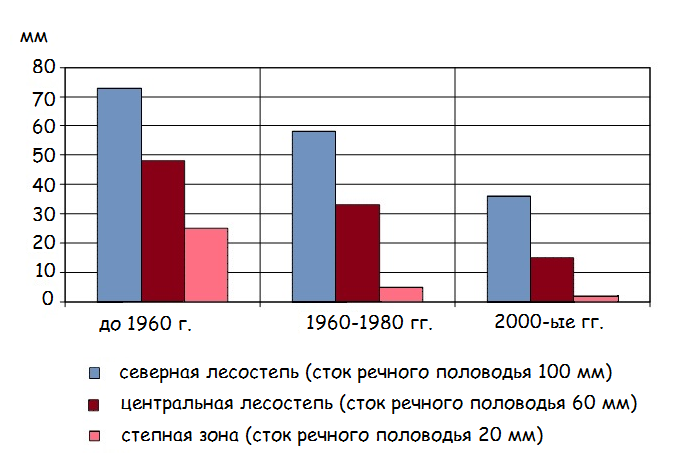 мм
80
70
60
50
40
30
20
10
0
до 1960 г.
1960-1980 гг.
2000-ые гг.
северная лесостепь (сток речного половодья 100 мм)
центральная лесостепь (сток речного половодья 60 мм)
степная зона (сток речного половодья 20 мм)